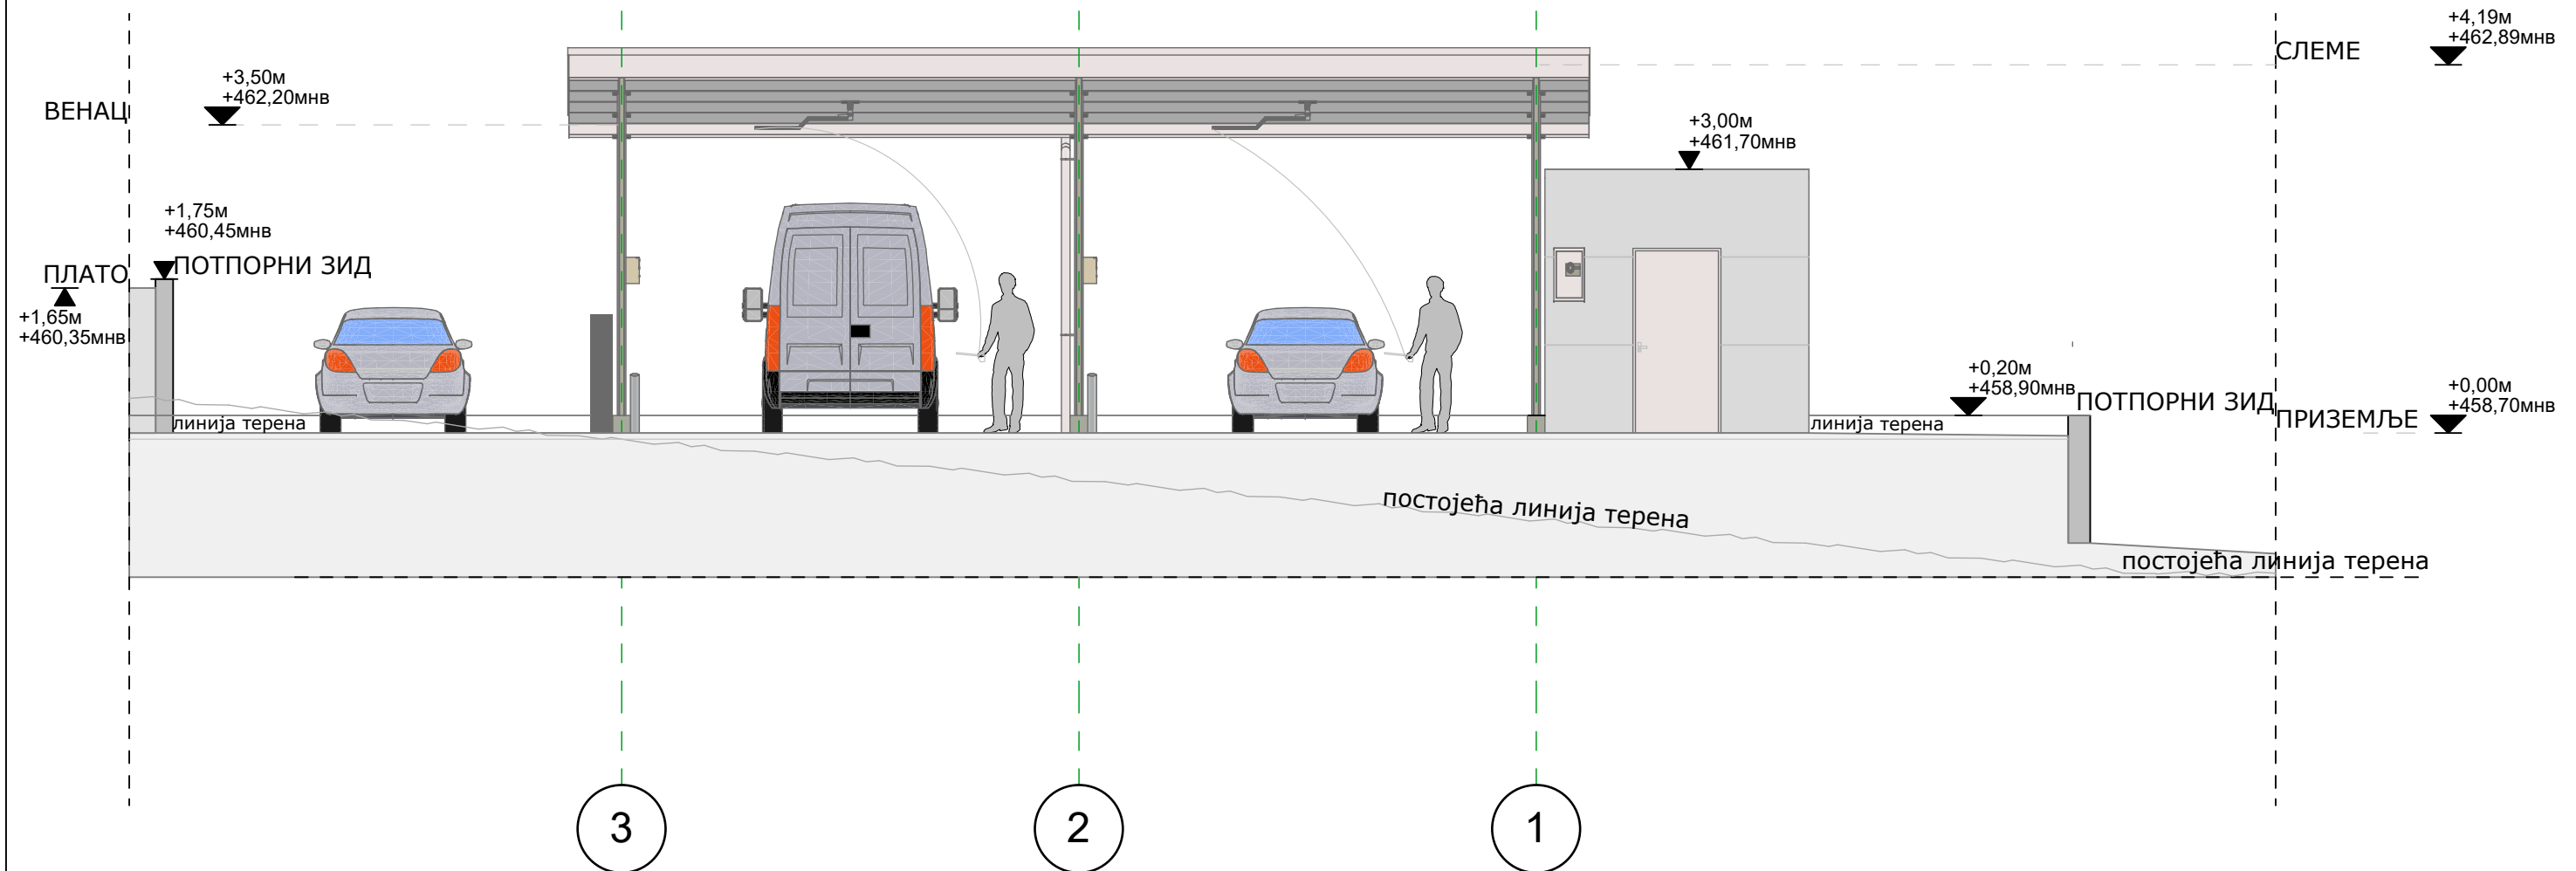 +4,19м
+462,89мнв
СЛЕМЕ
+3,50м
+462,20мнв
ВЕНАЦ
+3,00м
+461,70мнв
+1,75м
+460,45мнв
ПЛАТО
ПОТПОРНИ ЗИД
+1,65м
+460,35мнв
+0,20м
+458,90мнв
ПОТПОРНИ ЗИД
+0,00м
+458,70мнв
ПРИЗЕМЉЕ
линија терена
линија терена
постојећа линија терена
постојећа линија терена
3
2
1